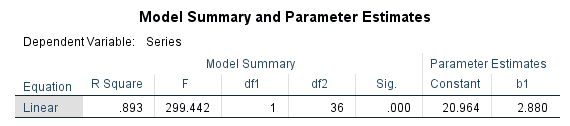 Model Summary and Parameter Estimates
Dependent Variable: Series
Model Summary Parameter Estimates
Equation R Square F df1 df2 Sig. Constant b1
Linear .893 299.442 1 36 .000 20.964 2.880